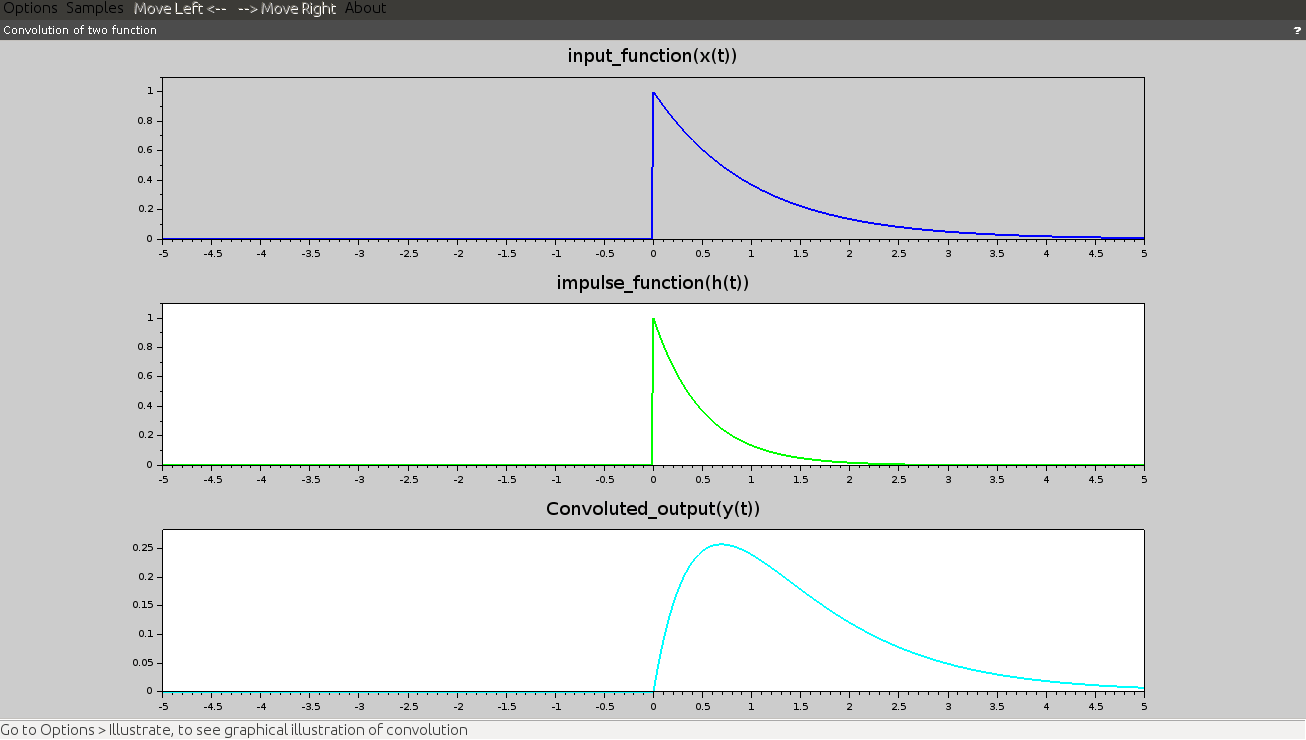 Options Samples Move Left <-- --> Move Right About
Convolution of two function ?
input_function(x(t))
1
0.8
0.6
0.4
0.2
0
-5 -4.5 -4 -3.5 -3 -2.5 -2 -1.5 -1 -0.5 0 0.5 1 1.5 2 2.5 3 3.5 4 4.5 5
impulse_function(h(t))
1
0.8
0.6
0.4
0.2
0
-5 -4.5 -4 -3.5 -3 -2.5 -2 -1.5 -1 -0.5 0 0.5 1 1.5 2 2.5 3 3.5 4 4.5 5
Convoluted_output(y(t))
0.25
0.2
0.15
0.1
0.05
0
-5 -4.5 -4 -3.5 -3 -2.5 -2 -1.5 -1 -0.5 0 0.5 1 1.5 2 2.5 3 3.5 4 4.5 5
Go to Options > Illustrate, to see graphical illustration of convolution